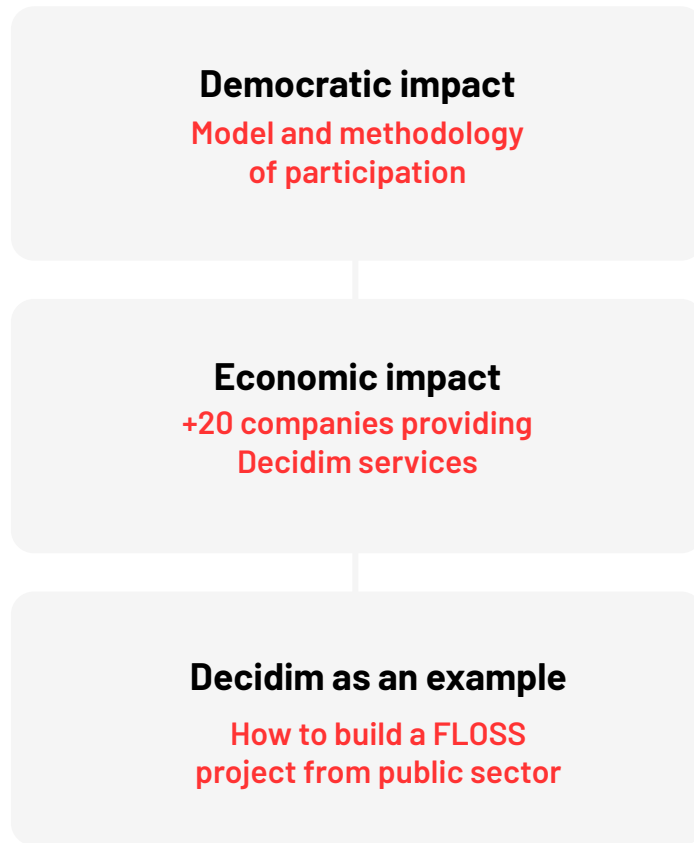 Democratic impact
Model and methodology
of participation
Economic impact
+20 companies providing
Decidim services
Decidim as an example
How to build a FLOSS
project from public sector